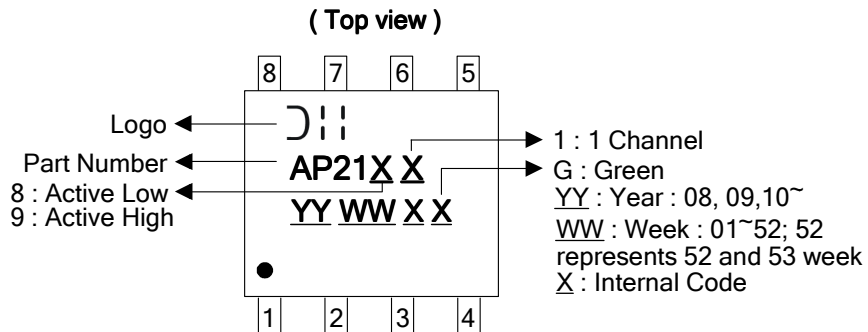 ( Top view )
8 7 6 5
Logo
Part Number
8 : Active Low
9 : Active High
AP21X X
YY WW X X
1 : 1 Channel
G : Green
YY : Year : 08, 09,10~
WW : Week : 01~52; 52
represents 52 and 53 week
X : Internal Code
1 2 3 4